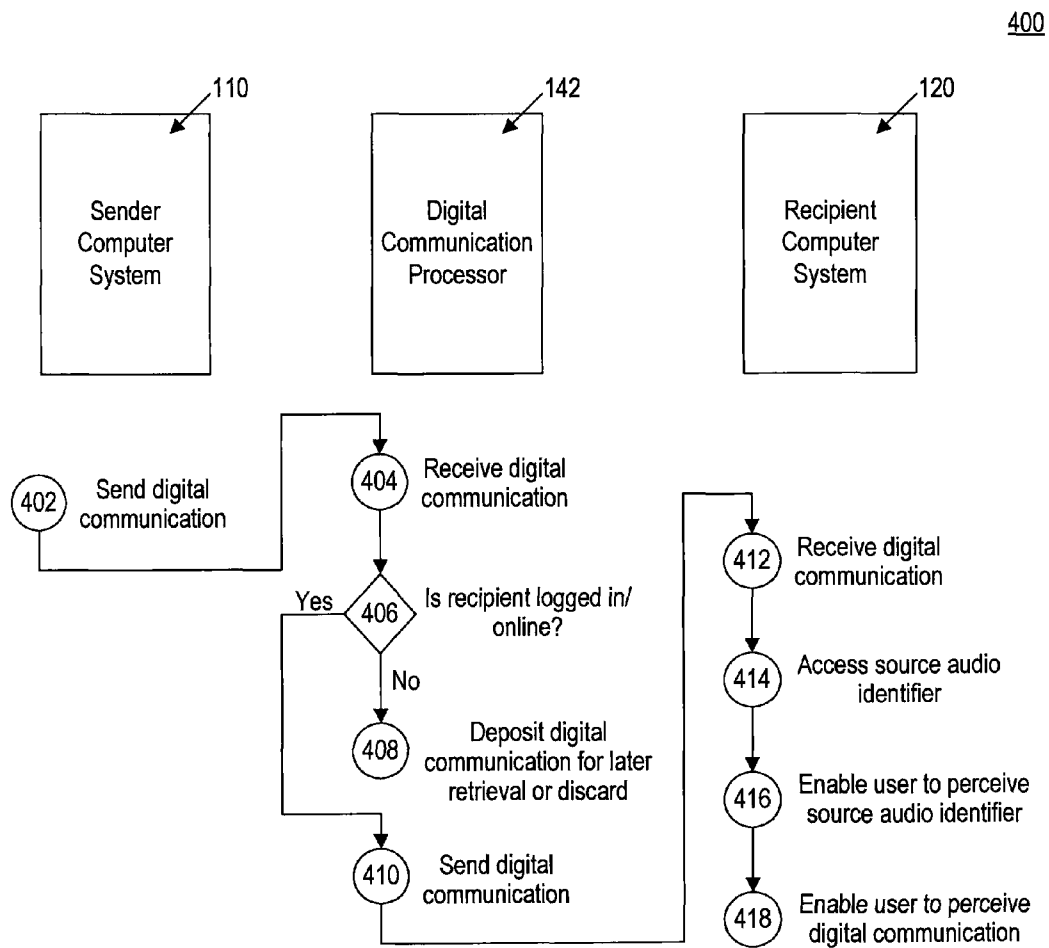 400
110
142
120
Sender
Computer
System
Digital
Communication
Processor
Recipient
Computer
System
402
Send digital
communication
404
Receive digital
communication
Yes
406
Is recipient logged in/
online?
No
408
Deposit digital
communication for later
retrieval or discard
410
Send digital
communication
412
Receive digital
communication
414
Access source audio
identifier
416
Enable user to perceive
source audio identifier
418
Enable user to perceive
digital communication